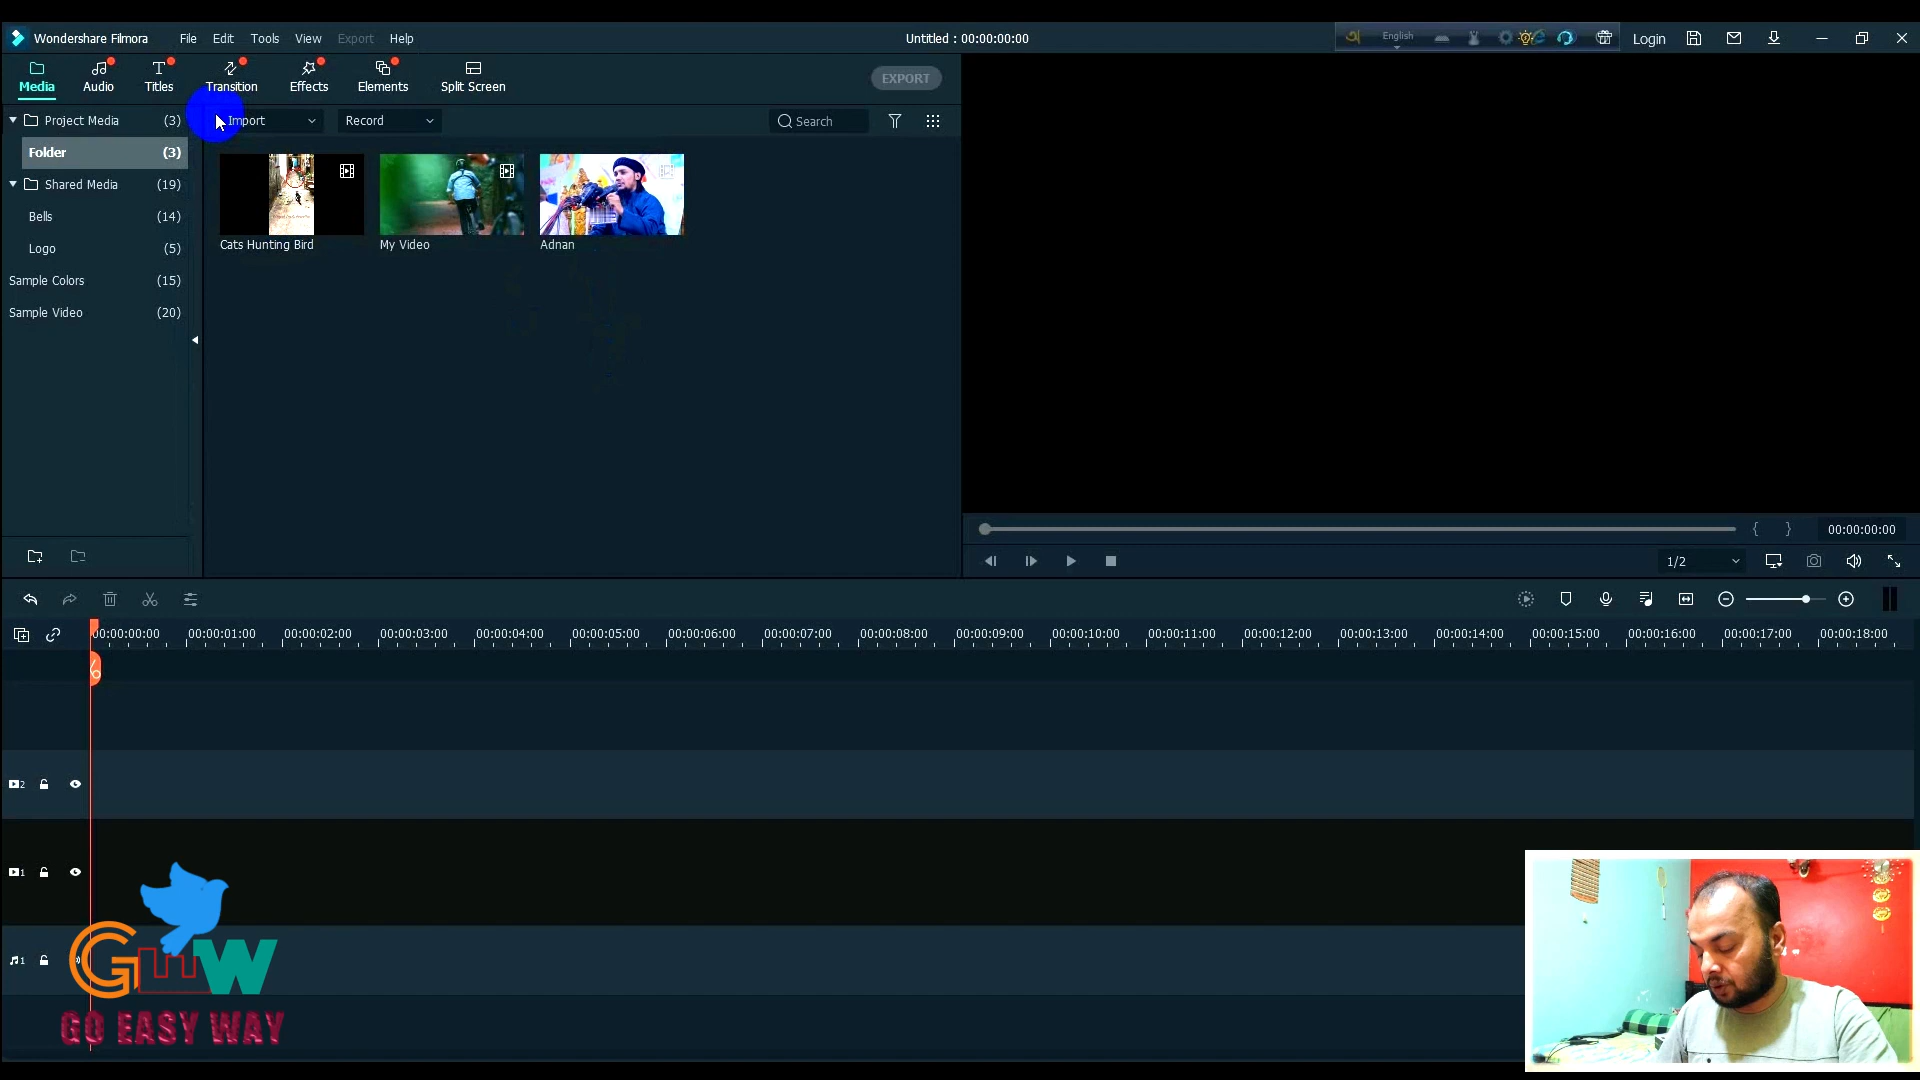 Wondershare Filmora File Edit Tools View Export Help Untitled : 00:00:00:00 English Login
Media Audio Titles Transition Effects Elements Split Screen EXPORT
Project Media (3) Import Record Search
Folder (3)
Shared Media (19)
Bells (14)
Logo (5)
Sample Colors (15)
Sample Video (20)
Cats Hunting Bird My Video Adnan
00:00:00:00
1/2
00:00:00:00 00:00:01:00 00:00:02:00 00:00:03:00 00:00:04:00 00:00:05:00 00:00:06:00 00:00:07:00 00:00:08:00 00:00:09:00 00:00:10:00 00:00:11:00 00:00:12:00 00:00:13:00 00:00:14:00 00:00:15:00 00:00:16:00 00:00:17:00 00:00:18:00
2
1
1
GEW
GO EASY WAY